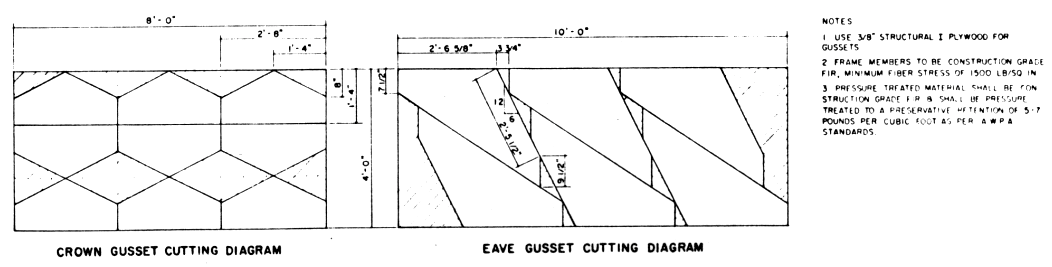 8'-0"
2'-8"
1'-4"
8"
1'-4"
4'-0"
CROWN GUSSET CUTTING DIAGRAM
10'-0"
2'-6 5/8"
3 3/4"
7 1/2"
12
6
2'-5 1/2"
9 1/2"
EAVE GUSSET CUTTING DIAGRAM
NOTES
1 USE 3/8" STRUCTURAL I PLYWOOD FOR
GUSSETS
2 FRAME MEMBERS TO BE CONSTRUCTION GRADE
FIR, MINIMUM FIBER STRESS OF 1500 LB/SQ IN
3 PRESSURE TREATED MATERIAL SHALL BE CON
STRUCTION GRADE FIR & SHALL BE PRESSURE
TREATED TO A PRESERVATIVE RETENTION OF 5-7
POUNDS PER CUBIC FOOT AS PER A W P A
STANDARDS.